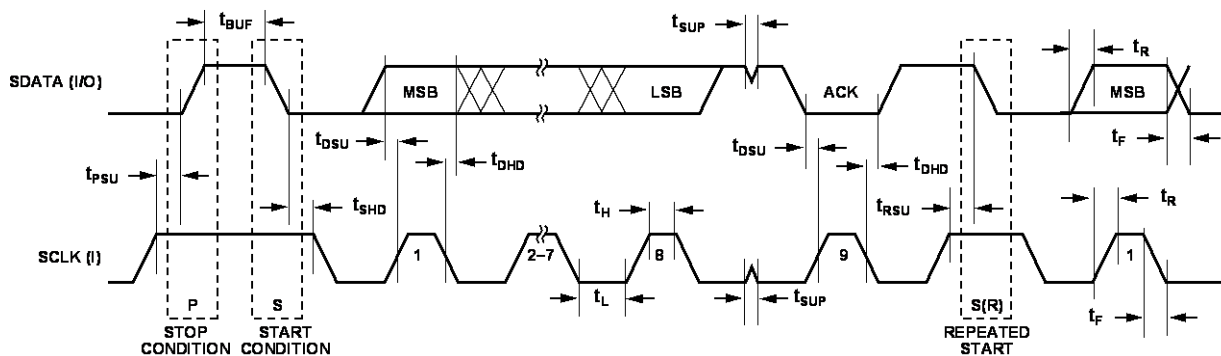 tBUF
tSUP
tR
SDATA (I/O)
MSB
LSB
ACK
MSB
tDSU
tDHD
tDSU
tDHD
tF
tPSU
tSHD
tH
tRSU
tR
SCLK (I)
1
2–7
8
9
1
P
S
tL
tSUP
S(R)
tF
STOP
CONDITION
START
CONDITION
REPEATED
START